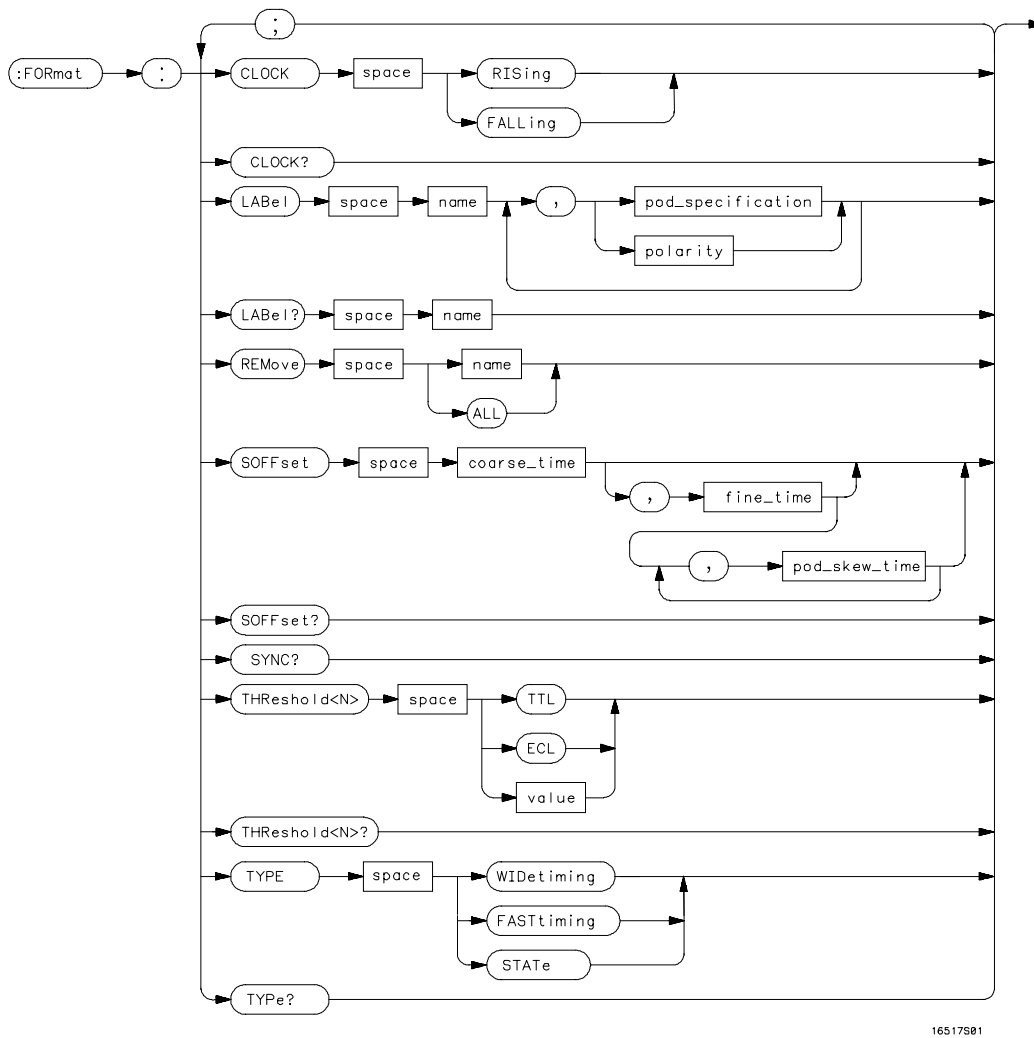 ;
:FORmat : CLOCK space RISing
FALLing
CLOCK?
LABel space name , pod_specification
polarity
LABel? space name
REMove space name
ALL
SOFFset space coarse_time
, fine_time
, pod_skew_time
SOFFset?
SYNC?
THReshold<N> space TTL
ECL
value
THReshold<N>?
TYPE space WIDetiming
FASTtiming
STATe
TYPe?
16517S01